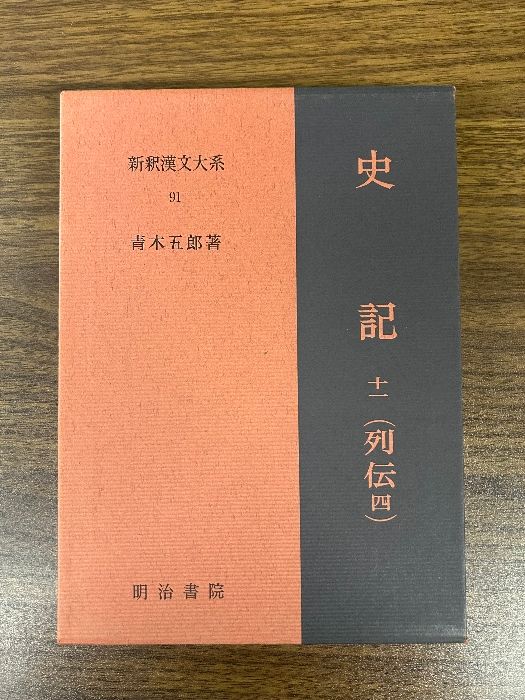 新釈漢文大系
91
青木五郎著
明治書院
史記 十一（列伝四）